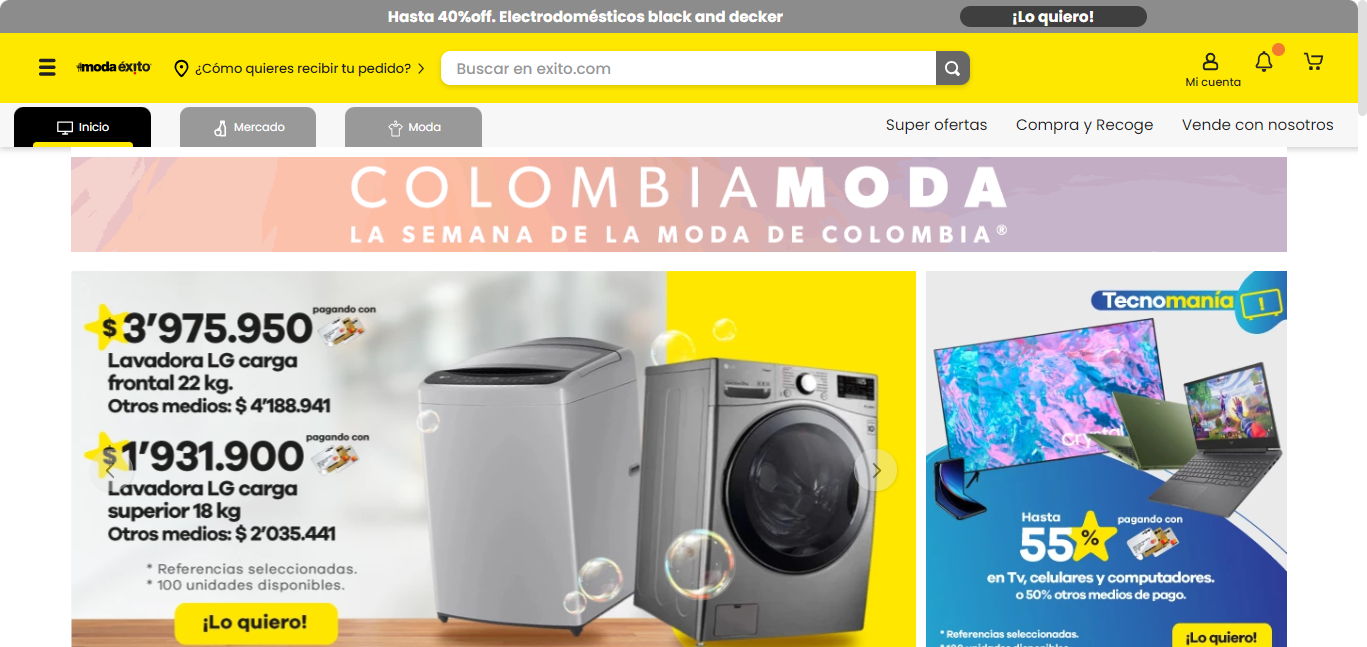 Hasta 40%off. Electrodomésticos black and decker
¡Lo quiero!
moda éxito
¿Cómo quieres recibir tu pedido?
Buscar en exito.com
Mi cuenta
Inicio
Mercado
Moda
Super ofertas
Compra y Recoge
Vende con nosotros
COLOMBIAMODA
LA SEMANA DE LA MODA DE COLOMBIA®
$3'975.950
pagando con
Lavadora LG carga
frontal 22 kg.
Otros medios: $ 4'188.941
$1'931.900
pagando con
Lavadora LG carga
superior 18 kg
Otros medios: $ 2'035.441
* Referencias seleccionadas.
* 100 unidades disponibles.
¡Lo quiero!
LG
Tecnomanía
Crystal
Hasta
55%
pagando con
en Tv, celulares y computadores.
o 50% otros medios de pago.
* Referencias seleccionadas.
¡Lo quiero!